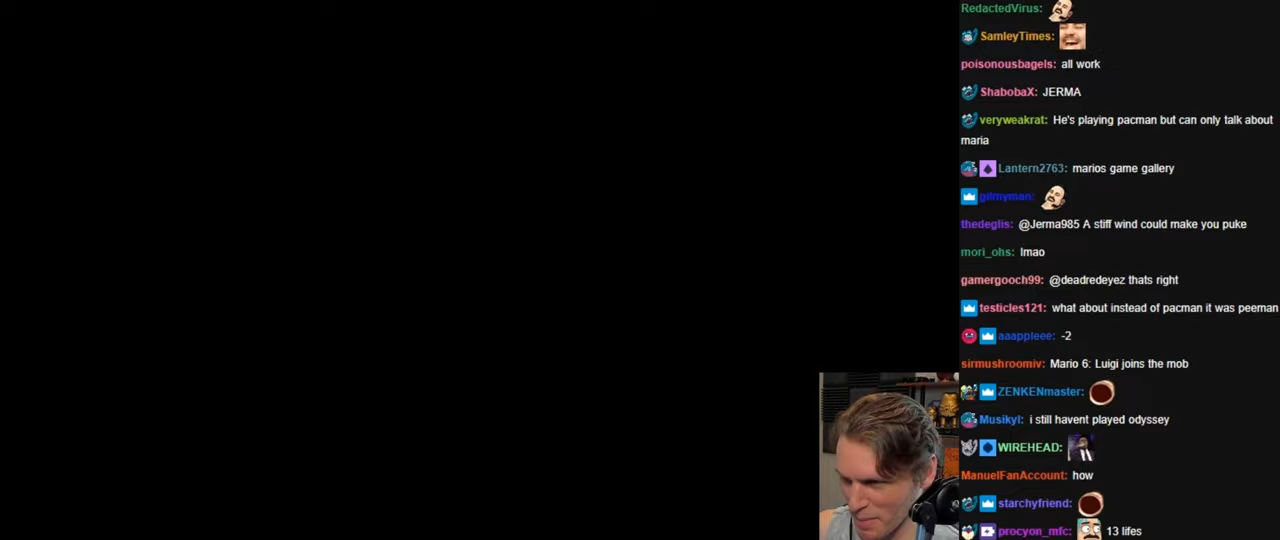 RedactedVirus:
SamleyTimes:
poisonousbagels: all work
ShabobaX: JERMA
veryweakrat: He's playing pacman but can only talk about
maria
Lantern2763: marios game gallery
gilmyman:
thedeglis: @Jerma985 A stiff wind could make you puke
mori_ohs: lmao
gamergooch99: @deadredeyez thats right
testicles121: what about instead of pacman it was peeman
aaappleee: -2
sirmushroomiv: Mario 6: Luigi joins the mob
ZENKENmaster:
Musikyl: i still havent played odyssey
WIREHEAD:
ManuelFanAccount: how
starchyfriend:
procyon_mfc: 13 lifes